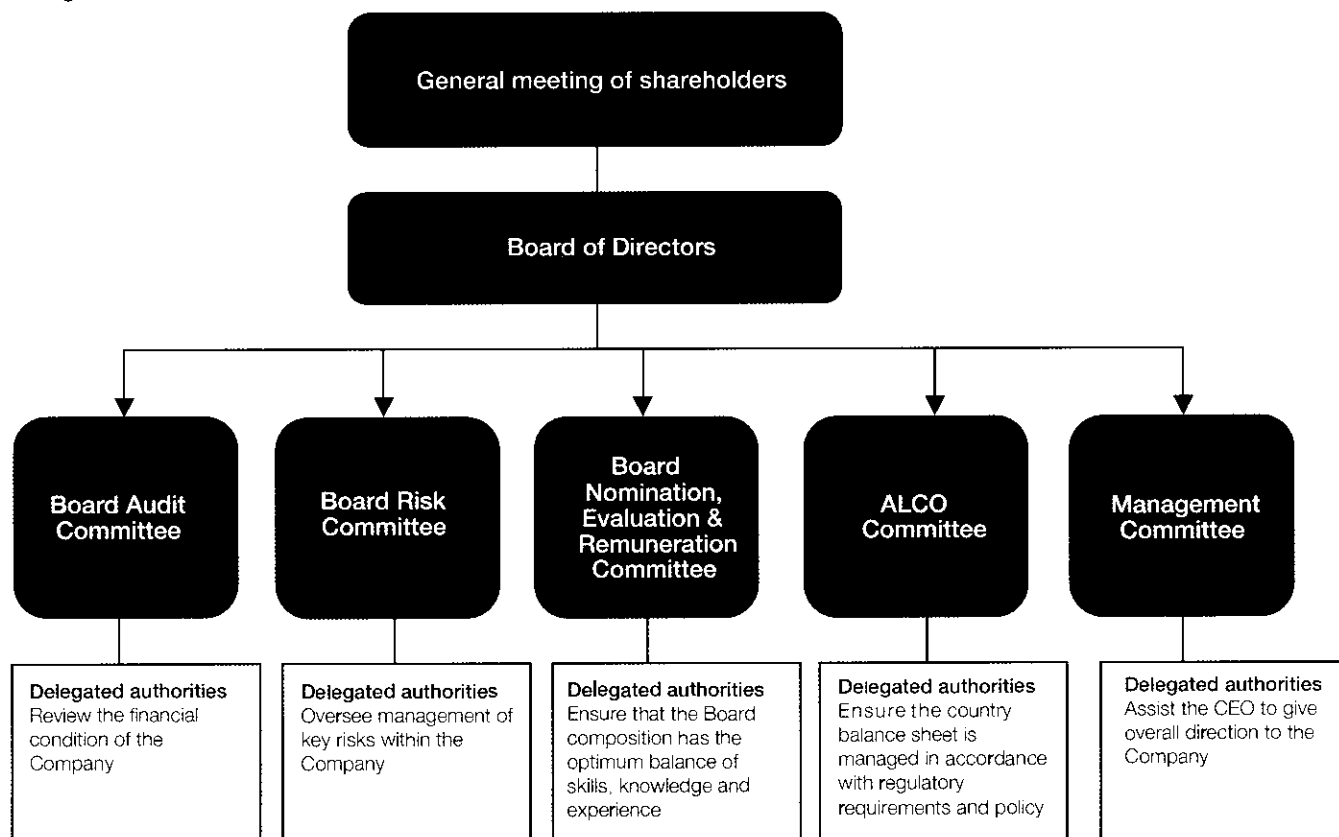 General meeting of shareholders
Board of Directors
Board Audit
Committee
Board Risk
Committee
Board
Nomination,
Evaluation &
Remuneration
Committee
ALCO
Committee
Management
Committee
Delegated authorities
Review the financial
condition of the
Company
Delegated authorities
Oversee management of
key risks within the
Company
Delegated authorities
Ensure that the Board
composition has the
optimum balance of
skills, knowledge and
experience
Delegated authorities
Ensure the country
balance sheet is
managed in accordance
with regulatory
requirements and policy
Delegated authorities
Assist the CEO to give
overall direction to the
Company